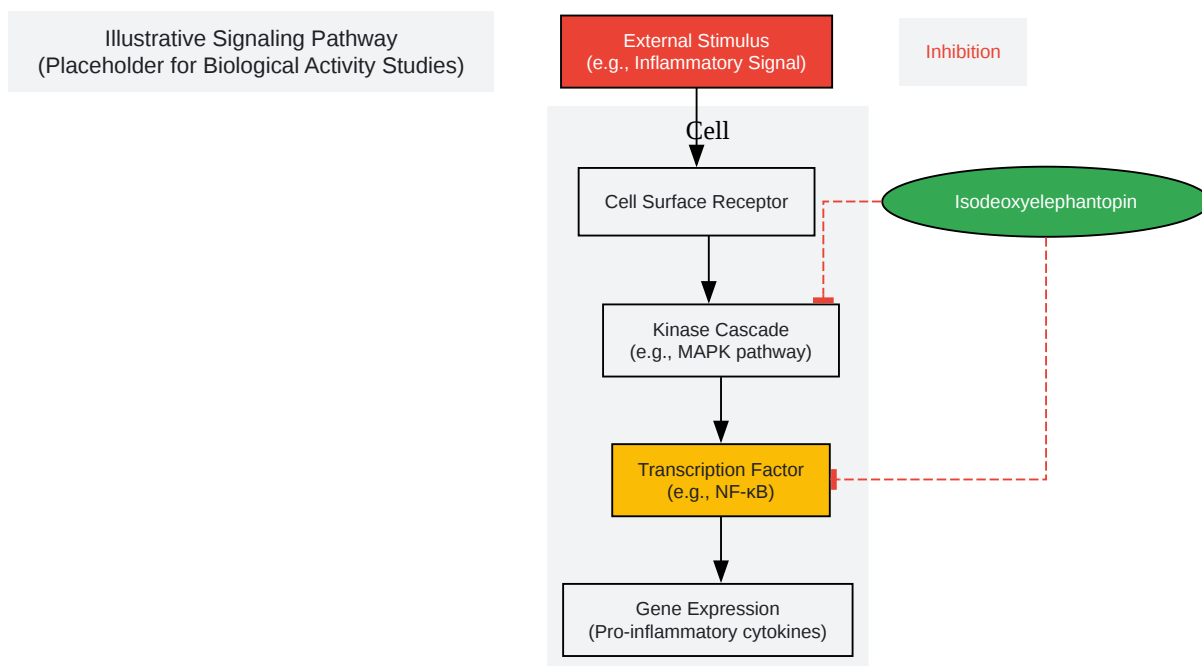 Illustrative Signaling Pathway
(Placeholder for Biological Activity Studies)
External Stimulus
(e.g., Inflammatory Signal)
Inhibition
Cell
Cell Surface Receptor
Isodeoxyelephantopin
Kinase Cascade
(e.g., MAPK pathway)
Transcription Factor
(e.g., NF-κB)
Gene Expression
(Pro-inflammatory cytokines)